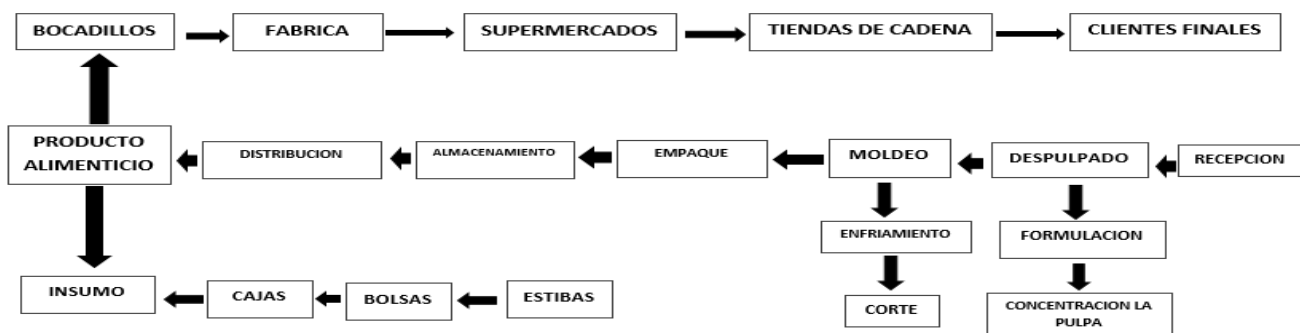 BOCADILLOS
FABRICA
SUPERMERCADOS
TIENDAS DE CADENA
CLIENTES FINALES
PRODUCTO
ALIMENTICIO
DISTRIBUCION
ALMACENAMIENTO
EMPAQUE
MOLDEO
DESPULPADO
RECEPCION
ENFRIAMIENTO
FORMULACION
INSUMO
CAJAS
BOLSAS
ESTIBAS
CORTE
CONCENTRACION LA
PULPA